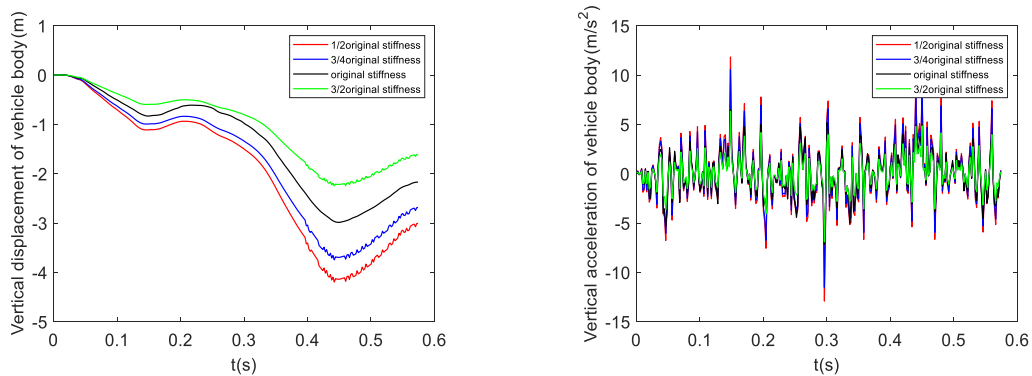 Vertical displacement of vehicle body(m)
1
0
-1
-2
-3
-4
-5
0
0.1
0.2
0.3
0.4
0.5
0.6
t(s)
1/2original stiffness
3/4original stiffness
original stiffness
3/2original stiffness
Vertical acceleration of vehicle body(m/s²)
15
10
5
0
-5
-10
-15
0
0.1
0.2
0.3
0.4
0.5
0.6
t(s)
1/2original stiffness
3/4original stiffness
original stiffness
3/2original stiffness